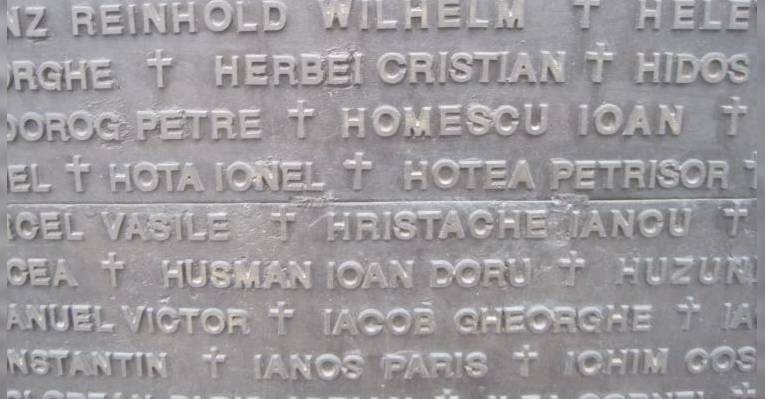 NZ REINHOLD WILHELM ✝ HELE
ORGHE ✝ HERBEI CRISTIAN ✝ HIDOS
DOROG PETRE ✝ HOMESCU IOAN ✝
EL ✝ HOTA IONEL ✝ HOTEA PETRISOR ✝
CEL VASILE ✝ HRISTACHE IANCU ✝
CEA ✝ HUSMAN IOAN DORU ✝ HUZUN
ANUEL VICTOR ✝ IACOB GHEORGHE ✝ IA
NSTANTIN ✝ IANOS PARIS ✝ ICHIM COS